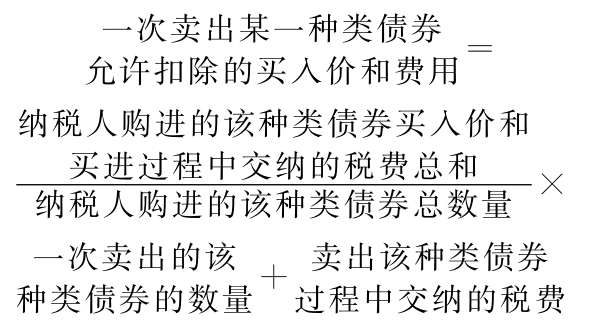 一次卖出某一种类债券
允许扣除的买入价和费用 =
纳税人购进的该种类债券买入价和
买进过程中交纳的税费总和
纳税人购进的该种类债券总数量 ×
一次卖出的该 + 卖出该种类债券
种类债券的数量 过程中交纳的税费